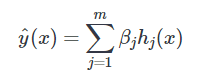 ŷ(x) = ∑_{j=1}^{m} β_j h_j(x)